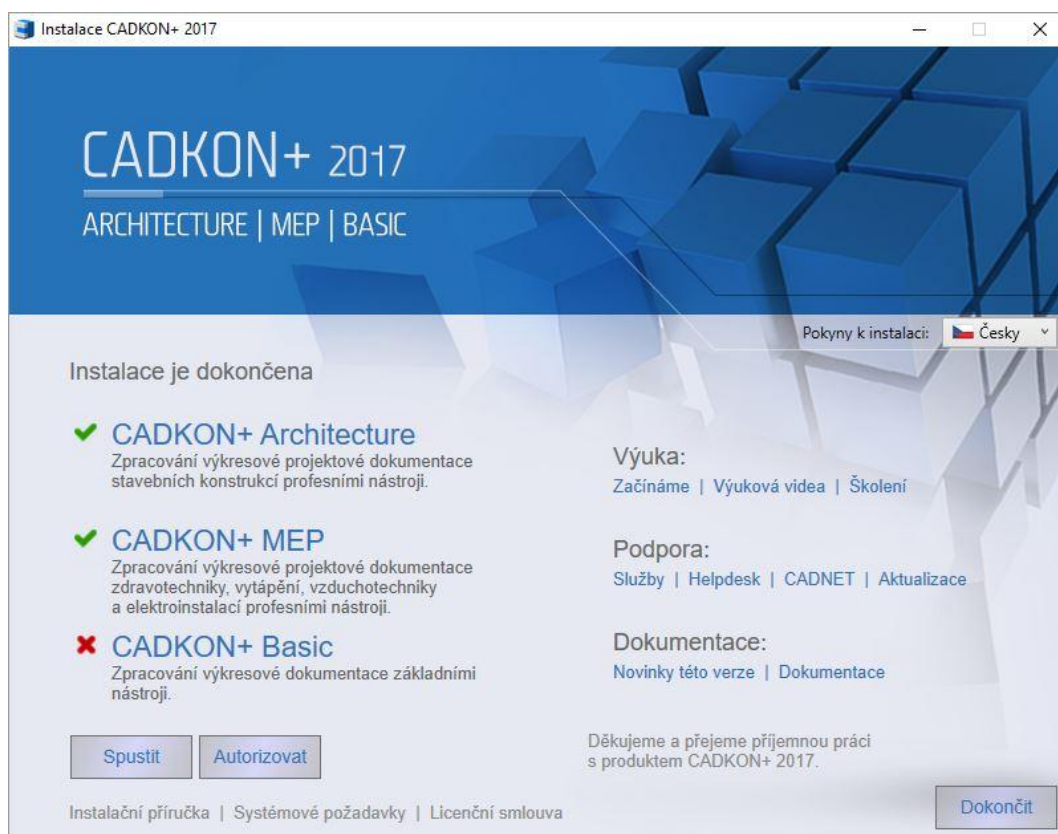 Instalace CADKON+ 2017
CADKON+ 2017
ARCHITECTURE | MEP | BASIC
Pokyny k instalaci: Česky
Instalace je dokončena
CADKON+ Architecture
Zpracování výkresové projektové dokumentace
stavebních konstrukcí profesními nástroji.
CADKON+ MEP
Zpracování výkresové projektové dokumentace
zdravotechniky, vytápění, vzduchotechniky
a elektroinstalací profesními nástroji.
CADKON+ Basic
Zpracování výkresové dokumentace základními
nástroji.
Výuka:
Začínáme | Výuková videa | Školení
Podpora:
Služby | Helpdesk | CADNET | Aktualizace
Dokumentace:
Novinky této verze | Dokumentace
Spustit Autorizovat
Děkujeme a přejeme příjemnou práci
s produktem CADKON+ 2017.
Instalační příručka | Systémové požadavky | Licenční smlouva
Dokončit